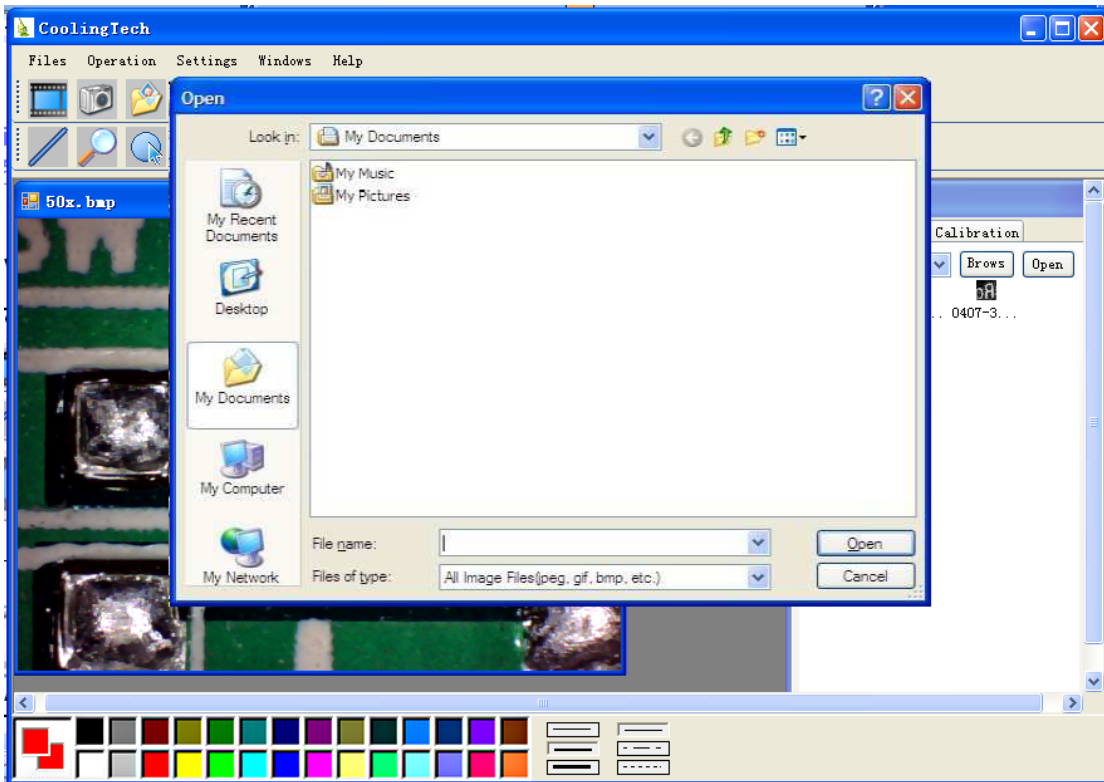 CoolingTech
Files Operation Settings Windows Help
Open
Look in: My Documents
My Music
My Pictures
My Recent
Documents
Desktop
My Documents
My Computer
My Network
File name:
Open
Files of type: All Image Files(jpeg, gif, bmp, etc.)
Cancel
50x.bmp
Calibration
Brows Open
.. 0407-3...